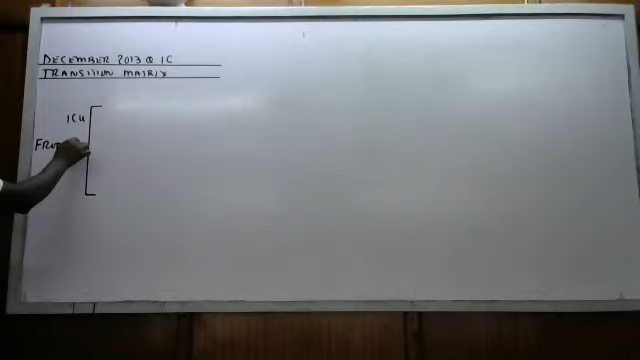 DECEMBER 2013 Q 1C
TRANSITION MATRIX
ICU